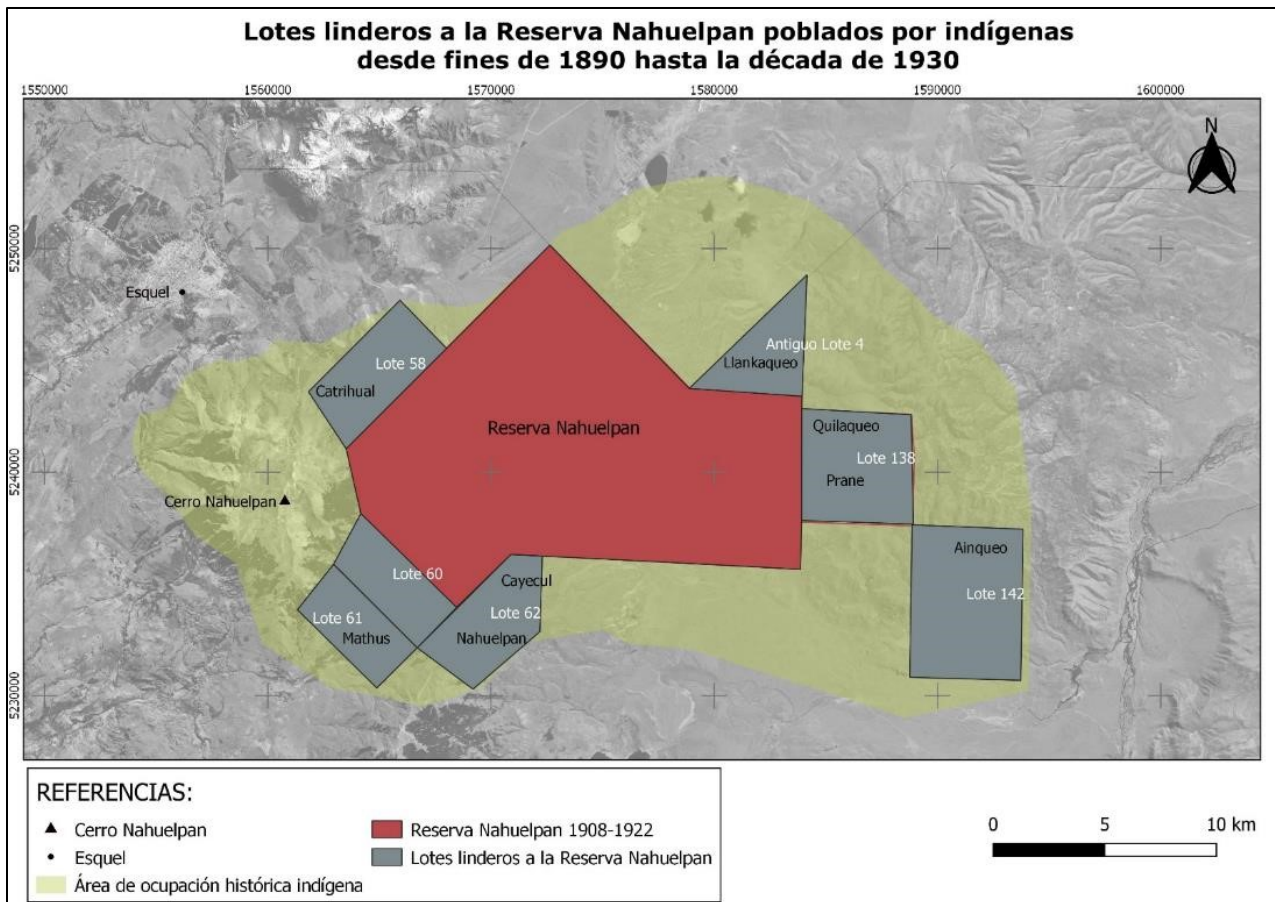 Lotes linderos a la Reserva Nahuelpan poblados por indígenas
desde fines de 1890 hasta la década de 1930
1550000
1560000
1570000
1580000
1590000
1600000
N
5250000
5240000
5230000
Esquel
Lote 58
Catrihual
Antiguo Lote 4
Llankaqueo
Reserva Nahuelpan
Quilaqueo
Lote 138
Prane
Cerro Nahuelpan
Ainqueo
Lote 142
Lote 60
Cayecul
Lote 62
Lote 61
Mathus
Nahuelpan
REFERENCIAS:
Cerro Nahuelpan
Esquel
Área de ocupación histórica indígena
Reserva Nahuelpan 1908-1922
Lotes linderos a la Reserva Nahuelpan
0 5 10 km